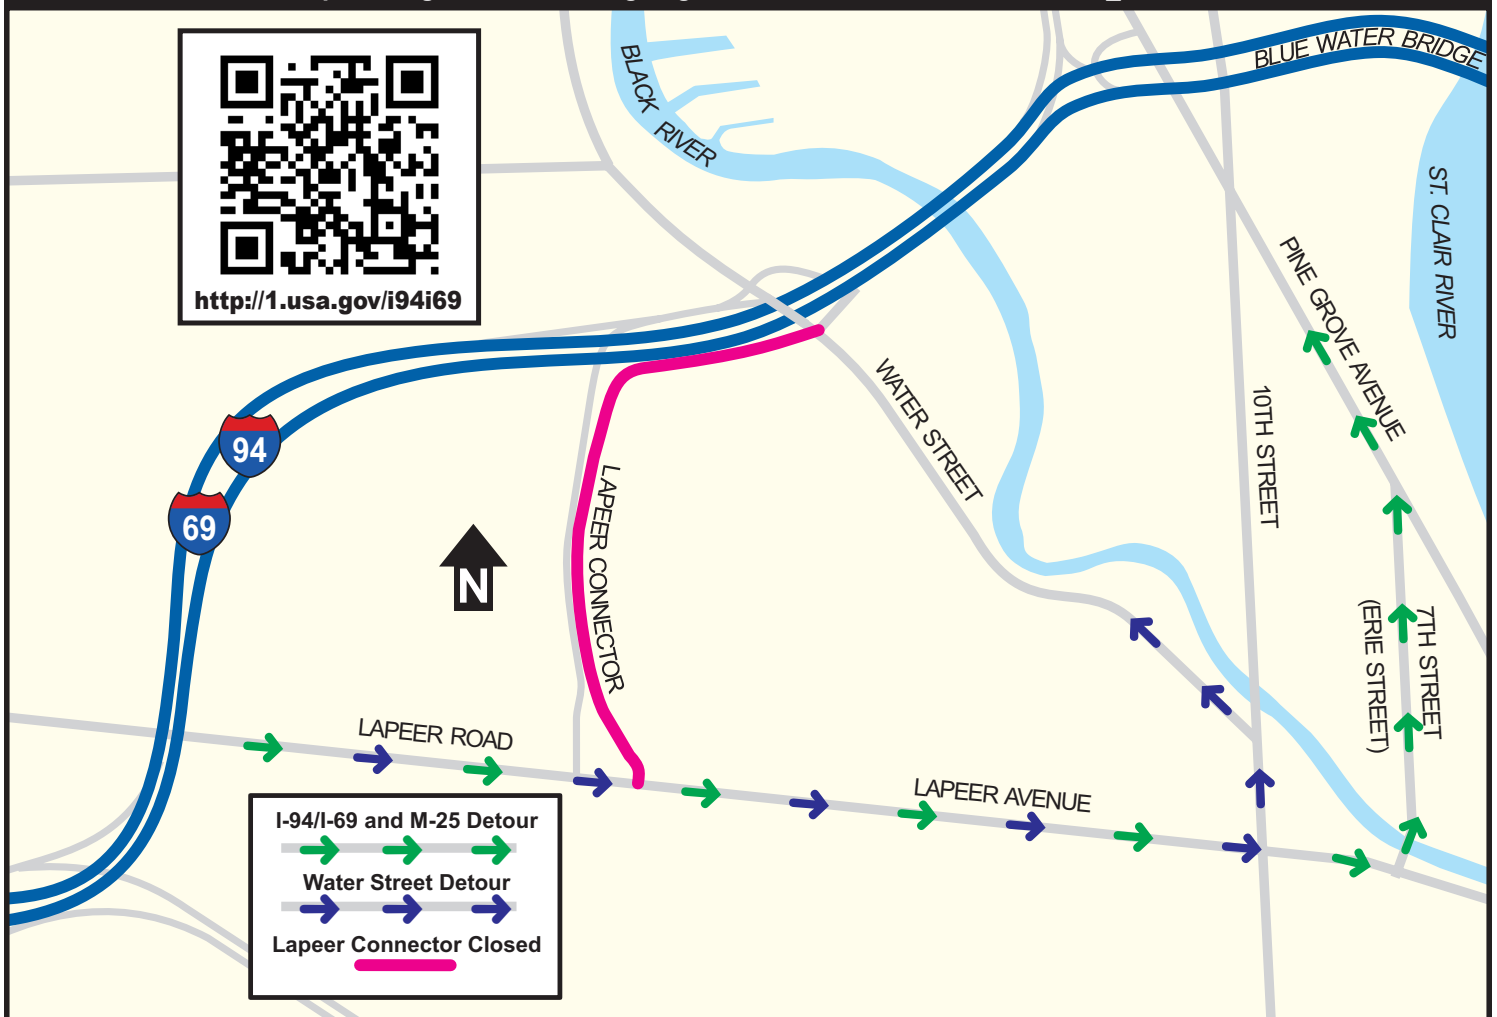 BLUE WATER BRIDGE
BLACK RIVER
ST. CLAIR RIVER
http://1.usa.gov/i94i69
PINE GROVE AVENUE
WATER STREET
10TH STREET
94
69
LAPEER CONNECTOR
N
7TH STREET
(ERIE STREET)
LAPEER ROAD
LAPEER AVENUE
I-94/I-69 and M-25 Detour
Water Street Detour
Lapeer Connector Closed